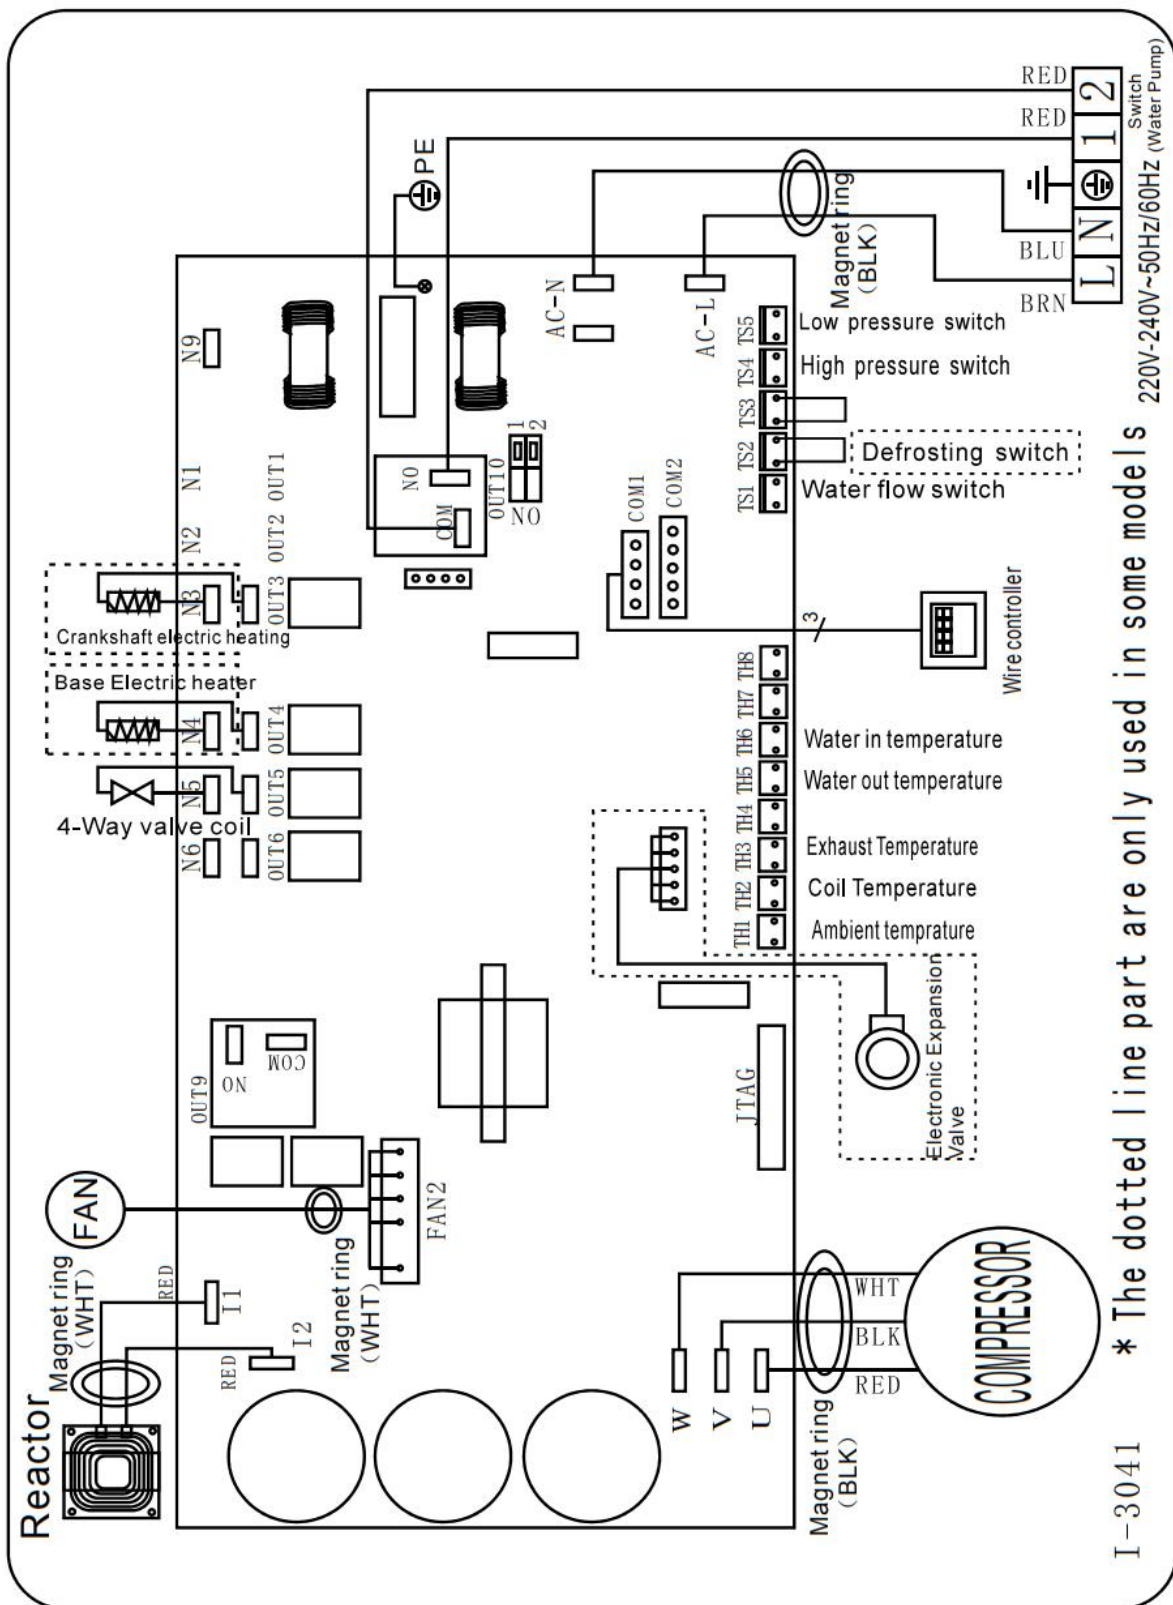 Reactor
Magnet ring
(WHT)
FAN
RED
I1
RED
I2
Magnet ring
(WHT)
FAN2
OUT9
NO
COM
N6
N5
N4
N3
N2
N1
N9
OUT6
OUT5
OUT4
OUT3
OUT2
OUT1
4-Way valve coil
Base Electric heater
Crankshaft electric heating
COM
NO
OUT10
NO
1
2
PE
AC-N
AC-L
COM1
COM2
RED
RED
BLU
BRN
Magnet ring
(BLK)
L
N
1
2
Switch
(Water Pump)
220V-240V~50Hz/60Hz
TS5
TS4
TS3
TS2
TS1
Low pressure switch
High pressure switch
Defrosting switch
Water flow switch
3
Wire controller
TH8
TH7
TH6
TH5
TH4
TH3
TH2
TH1
Water in temperature
Water out temperature
Exhaust Temperature
Coil Temperature
Ambient temprature
Electronic Expansion
Valve
JTAG
W
V
U
WHT
BLK
RED
Magnet ring
(BLK)
COMPRESSOR
I-3041
* The dotted line part are only used in some models